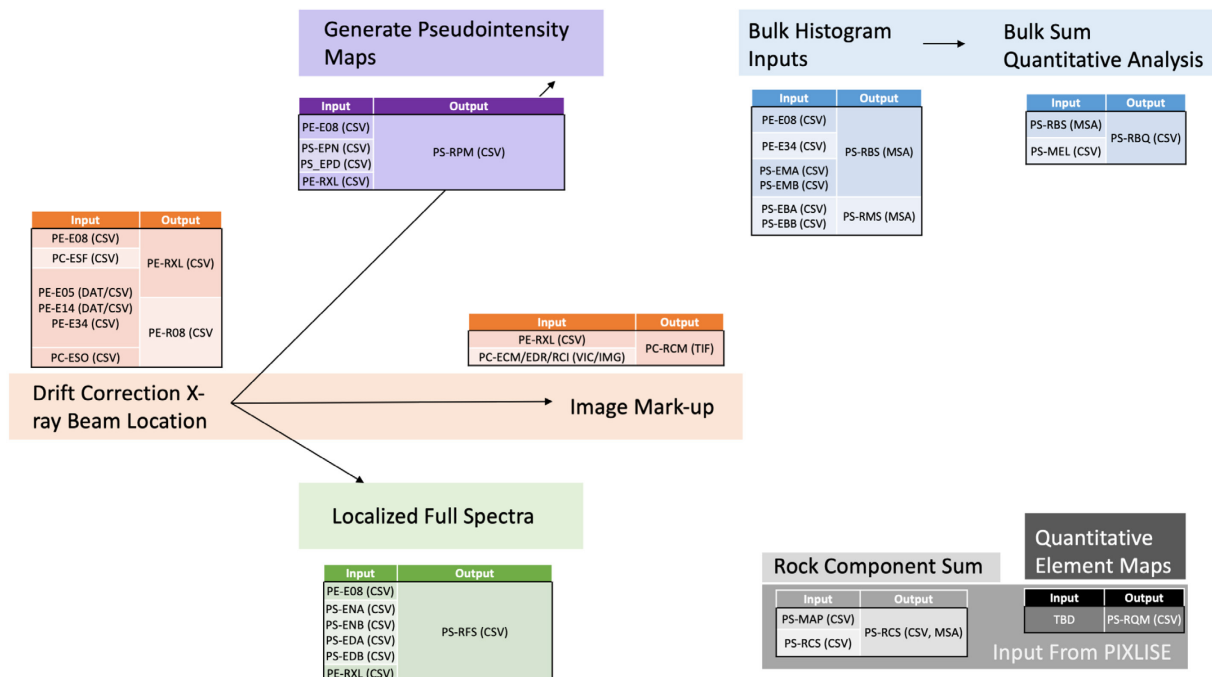 Generate Pseudointensity
Maps
Input Output
PE-E08 (CSV)
PS-EPN (CSV)
PS_EPD (CSV)
PE-RXL (CSV)
PS-RPM (CSV)
Bulk Histogram
Inputs
Input Output
PE-E08 (CSV)
PE-E34 (CSV)
PS-EMA (CSV)
PS-EMB (CSV)
PS-RBS (MSA)
PS-EBA (CSV)
PS-EBB (CSV)
PS-RMS (MSA)
Bulk Sum
Quantitative Analysis
Input Output
PS-RBS (MSA)
PS-MEL (CSV)
PS-RBQ (CSV)
Input Output
PE-E08 (CSV)
PC-ESF (CSV)
PE-RXL (CSV)
PE-E05 (DAT/CSV)
PE-E14 (DAT/CSV)
PE-E34 (CSV)
PC-ESO (CSV)
PE-R08 (CSV
Drift Correction X-
ray Beam Location
Input Output
PE-RXL (CSV)
PC-ECM/EDR/RCI (VIC/IMG)
PC-RCM (TIF)
Image Mark-up
Localized Full Spectra
Input Output
PE-E08 (CSV)
PS-ENA (CSV)
PS-ENB (CSV)
PS-EDA (CSV)
PS-EDB (CSV)
PE-RXL (CSV)
PS-RFS (CSV)
Rock Component Sum
Input Output
PS-MAP (CSV)
PS-RCS (CSV)
PS-RCS (CSV, MSA)
Quantitative
Element Maps
Input Output
TBD PS-RQM (CSV)
Input From PIXLISE